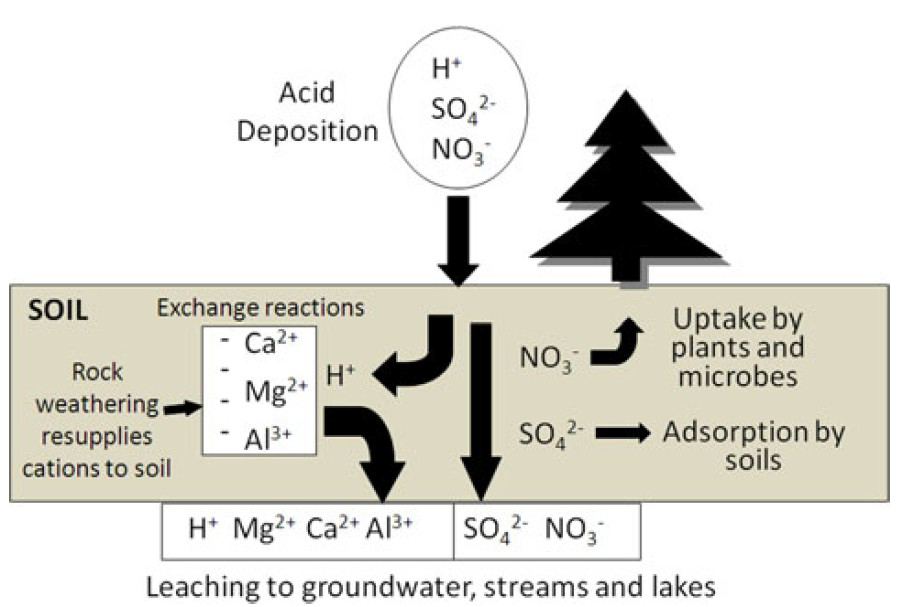 Acid
Deposition
H⁺
SO₄²⁻
NO₃⁻
SOIL
Exchange reactions
Rock
weathering
resupplies
cations to soil
- Ca²⁺
-
- Mg²⁺
- Al³⁺
H⁺
NO₃⁻
Uptake by
plants and
microbes
SO₄²⁻
Adsorption by
soils
H⁺ Mg²⁺ Ca²⁺ Al³⁺
SO₄²⁻ NO₃⁻
Leaching to groundwater, streams and lakes